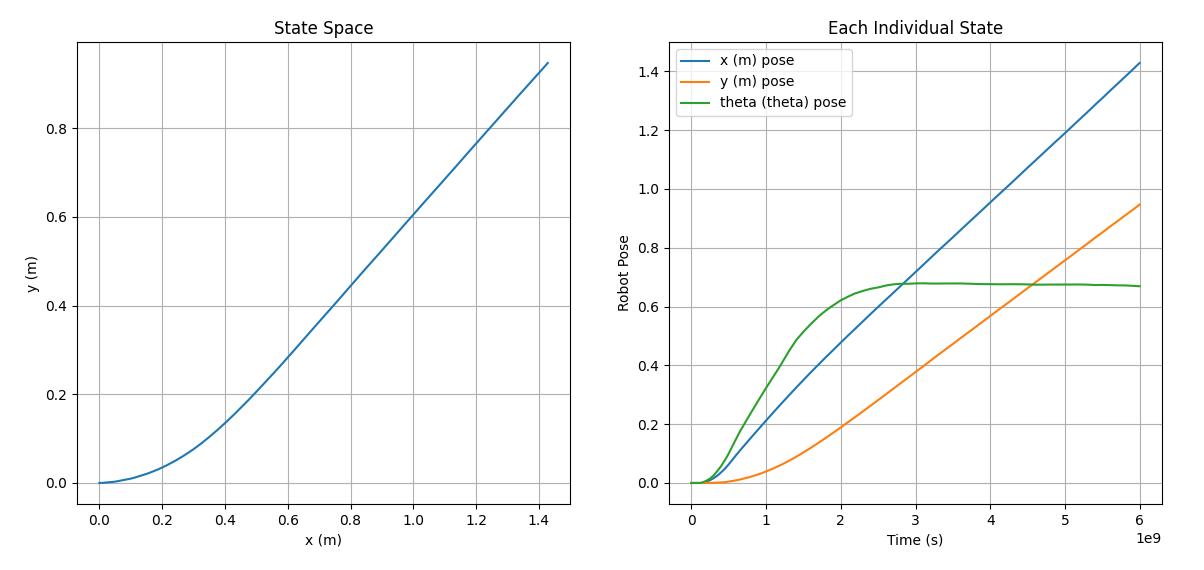 State Space
0.8
0.6
0.4
0.2
0.0
y (m)
0.0 0.2 0.4 0.6 0.8 1.0 1.2 1.4
x (m)
Each Individual State
x (m) pose
y (m) pose
theta (theta) pose
1.4
1.2
1.0
0.8
0.6
0.4
0.2
0.0
Robot Pose
0 1 2 3 4 5 6
1e9
Time (s)